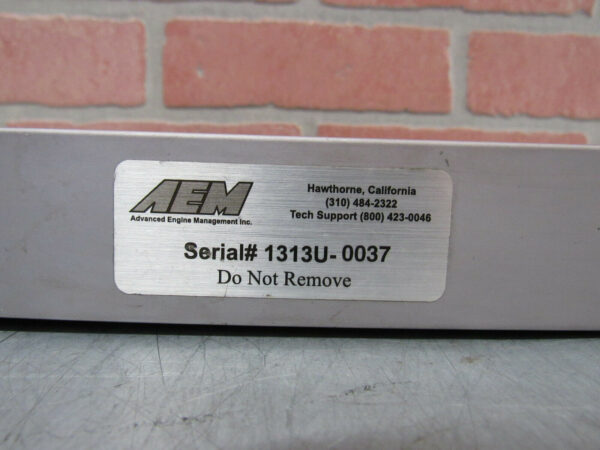 AEM
Advanced Engine Management Inc.
Hawthorne, California
(310) 484-2322
Tech Support (800) 423-0046
Serial# 1313U-0037
Do Not Remove